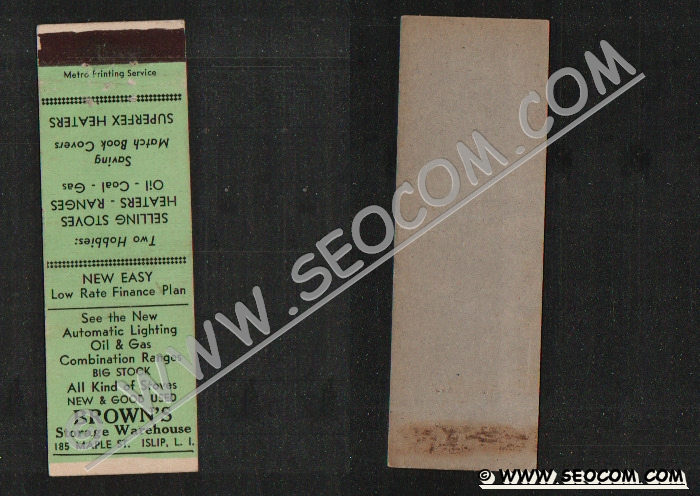 Metro Printing Service
SUPERFEX HEATERS
Match Book Covers
Saving
Oil - Coal - Gas
HEATERS - RANGES
SELLING STOVES
Two Hobbies:
NEW EASY
Low Rate Finance Plan
See the New
Automatic Lighting
Oil & Gas
Combination Ranges
BIG STOCK
All Kind of Stoves
NEW & GOOD USED
BROWN'S
Storage Warehouse
185 MAPLE ST. ISLIP, L. I.
© WWW.SEOCOM.COM
© WWW.SEOCOM.COM